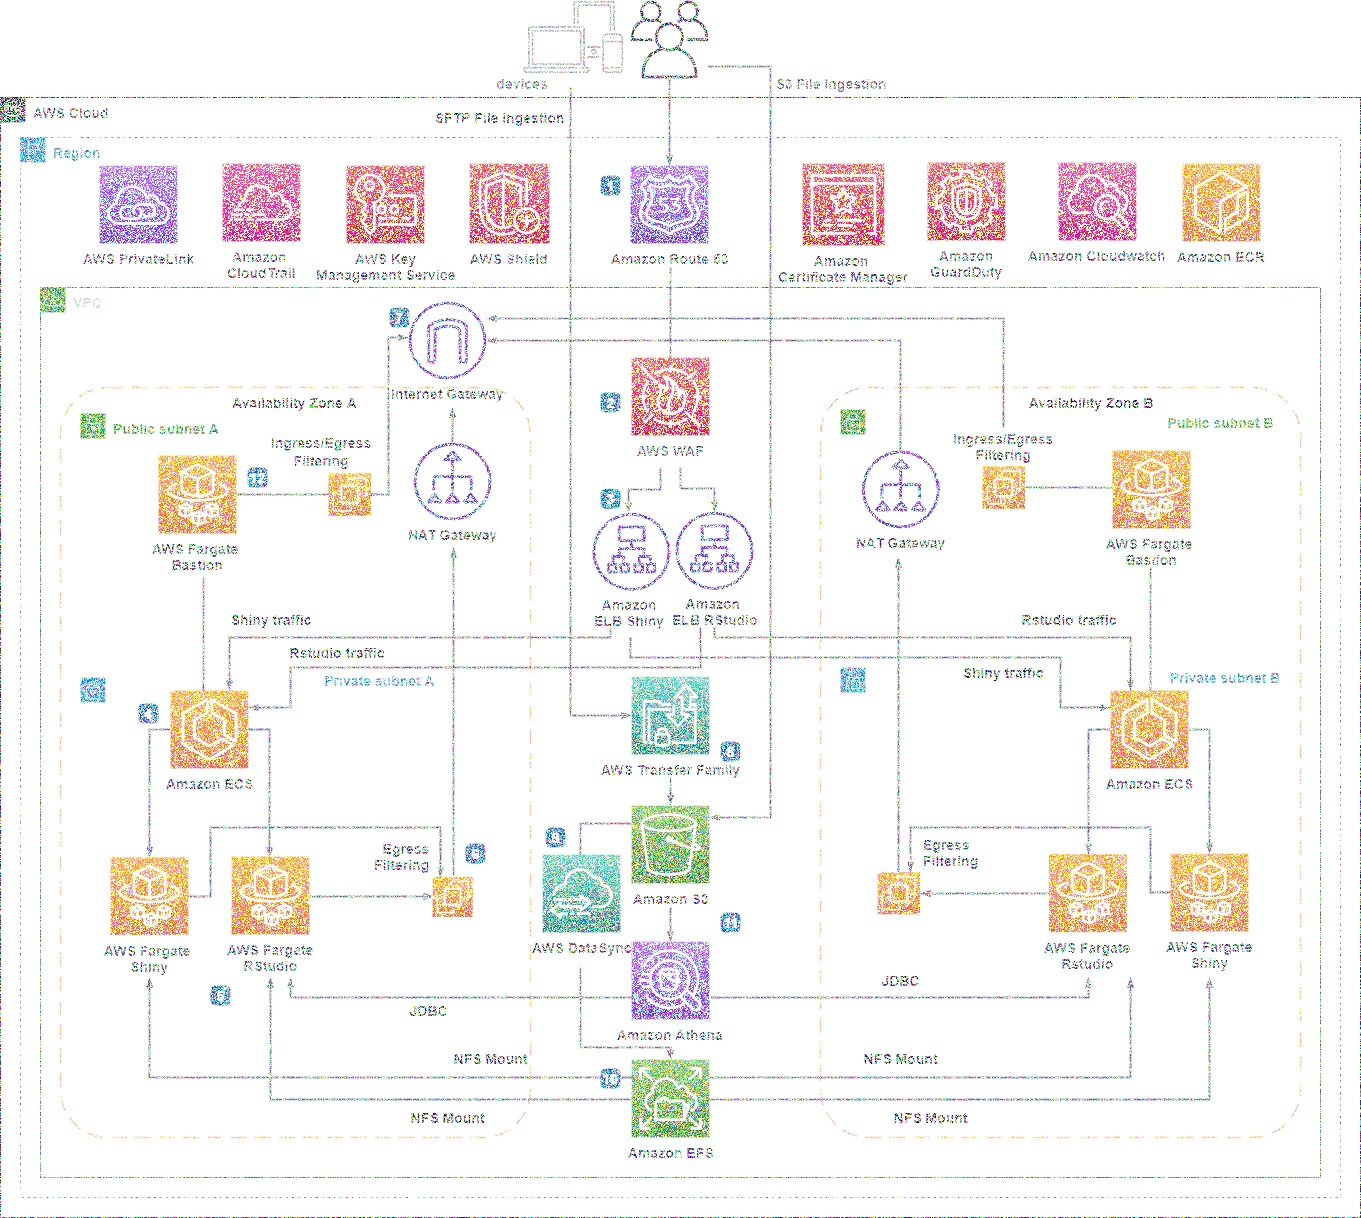 devices
S3 File Ingestion
AWS Cloud
SFTP File Ingestion
Region
1
AWS PrivateLink
Amazon
CloudTrail
AWS Key
Management Service
AWS Shield
Amazon Route 53
Amazon
Certificate Manager
Amazon
GuardDuty
Amazon Cloudwatch
Amazon ECR
VPC
7
Internet Gateway
Availability Zone A
Availability Zone B
2
Public subnet A
Public subnet B
Ingress/Egress
Filtering
Ingress/Egress
Filtering
AWS WAF
12
NAT Gateway
NAT Gateway
AWS Fargate
Bastion
AWS Fargate
Bastion
Amazon
ELB Shiny
Amazon
ELB RStudio
Shiny traffic
Rstudio traffic
Rstudio traffic
Shiny traffic
Private subnet A
Private subnet B
4
AWS Transfer Family
Amazon ECS
Amazon ECS
Egress
Filtering
Egress
Filtering
Amazon S3
11
AWS DataSync
AWS Fargate
Shiny
AWS Fargate
RStudio
AWS Fargate
Rstudio
AWS Fargate
Shiny
5
JDBC
JDBC
Amazon Athena
NFS Mount
NFS Mount
10
NFS Mount
NFS Mount
Amazon EFS